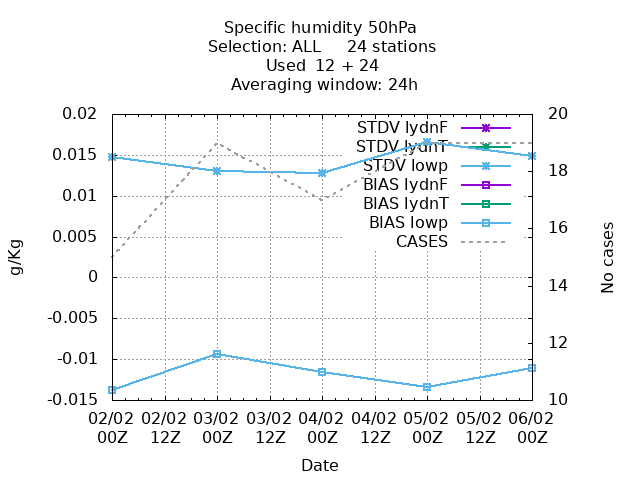 Specific humidity 50hPa
Selection: ALL 24 stations
Used 12 + 24
Averaging window: 24h
0.02
0.015
0.01
0.005
0
-0.005
-0.01
-0.015
g/Kg
20
18
16
14
12
10
No cases
STDV lydnF
STDV lydnT
STDV lowp
BIAS lydnF
BIAS lydnT
BIAS lowp
CASES
02/02 02/02 03/02 03/02 04/02 04/02 05/02 05/02 06/02
00Z 12Z 00Z 12Z 00Z 12Z 00Z 12Z 00Z
Date